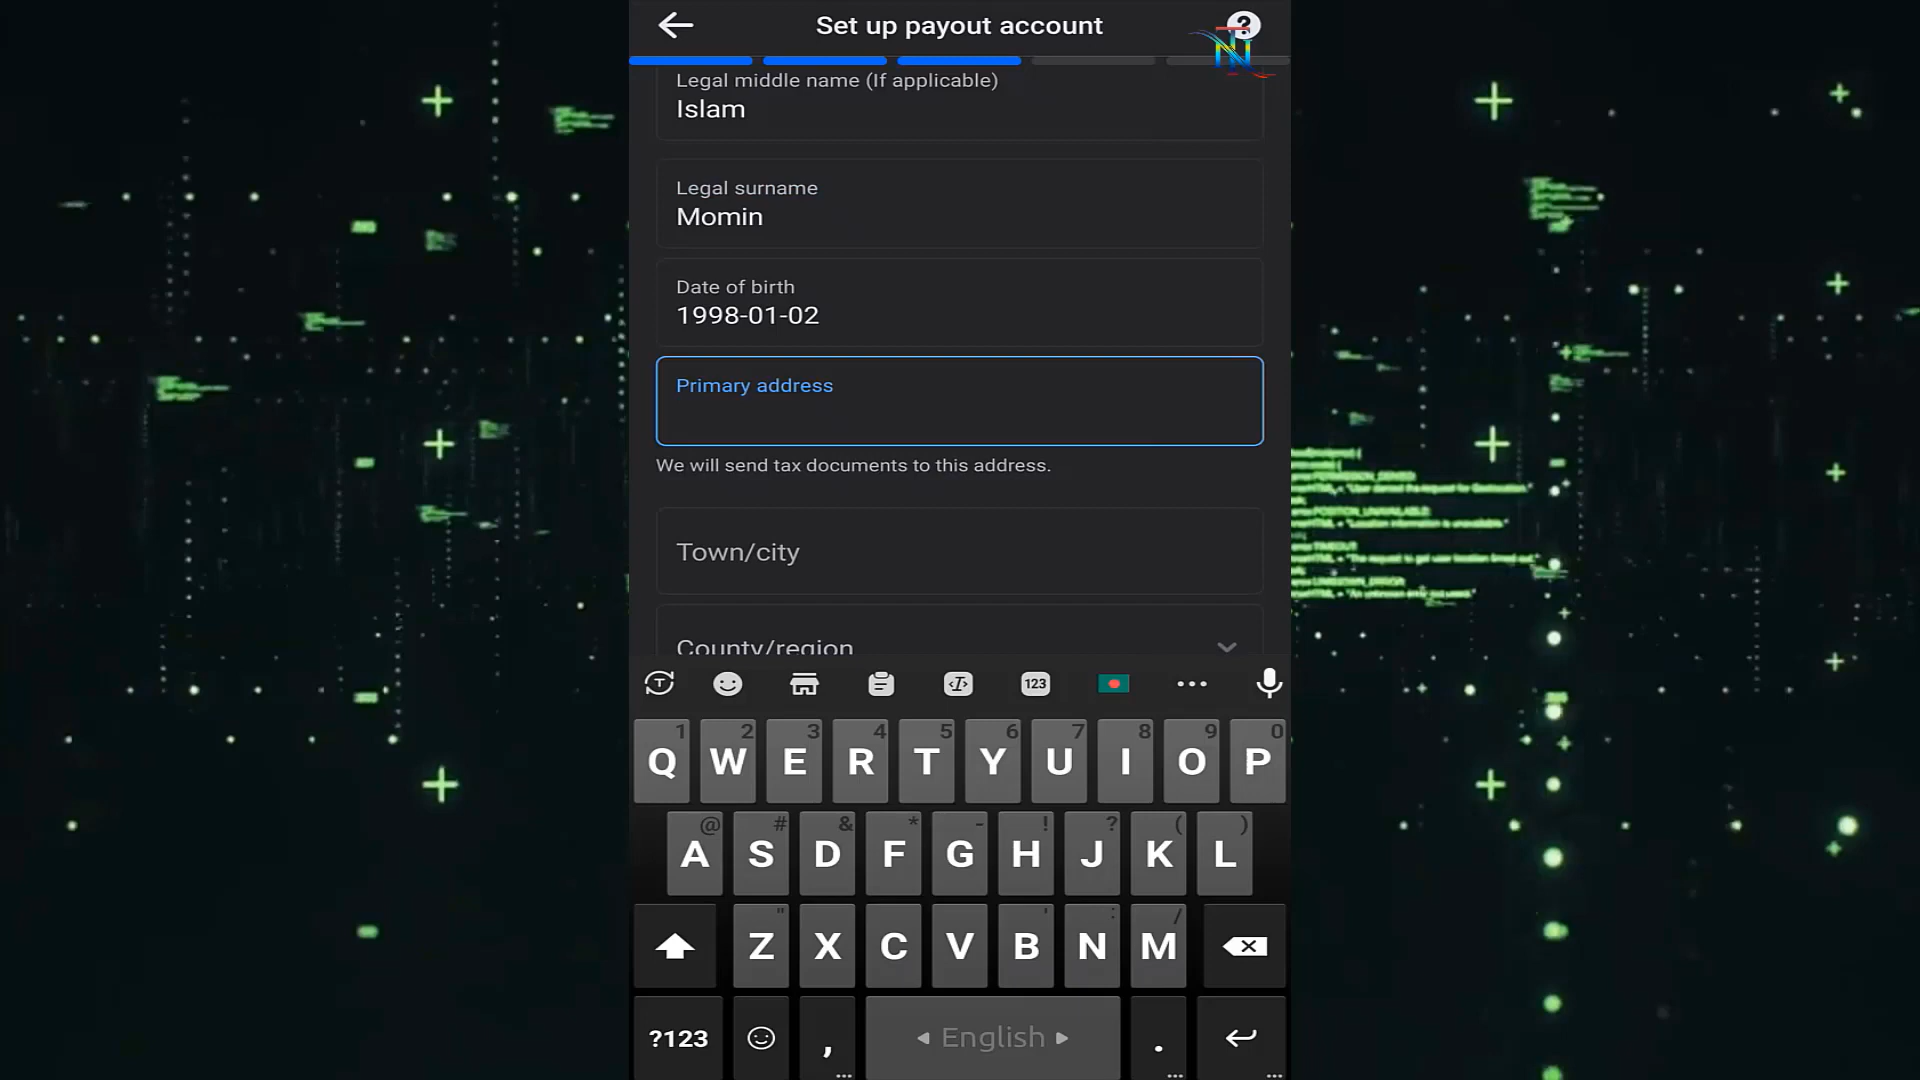 Set up payout account
?
Legal middle name (If applicable)
Islam
Legal surname
Momin
Date of birth
1998-01-02
Primary address
We will send tax documents to this address.
Town/city
County/region
123
1 2 3 4 5 6 7 8 9 0
Q W E R T Y U I O P
@ # & * - ! ? ( )
A S D F G H J K L
" ' : /
Z X C V B N M
?123 , English .